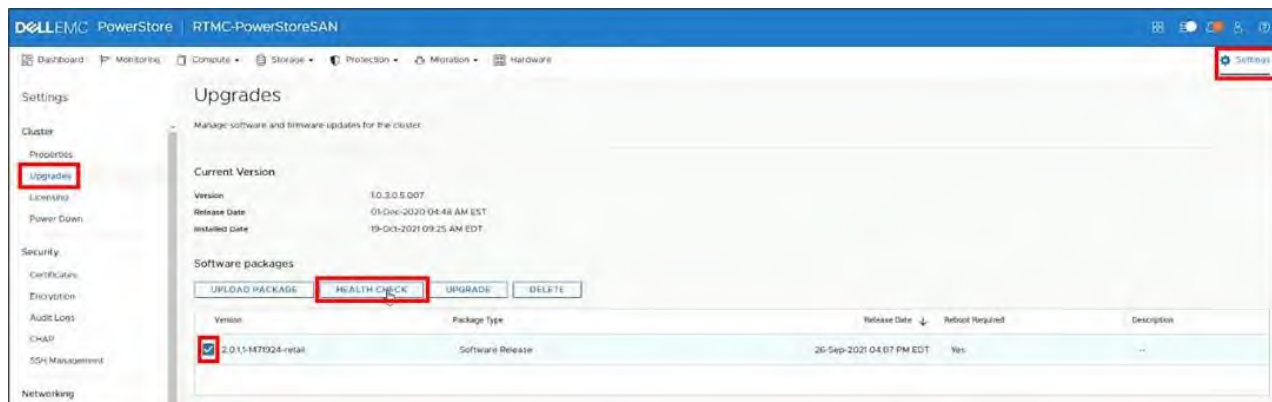 DELLEMC PowerStore | RTMC-PowerStoreSAN
Dashboard Monitoring Compute Storage Protection Migration Hardware Settings
Settings
Upgrades
Manage software and firmware updates for the cluster.
Cluster
Properties
Upgrades
Licensing
Power Down
Current Version
Version 1.0.3.0.5.007
Release Date 01-Dec-2020 04:48 AM EST
Installed Date 19-Oct-2021 09:25 AM EDT
Security
Certificates
Encryption
Audit Logs
CHAP
SSH Management
Networking
Software packages
UPLOAD PACKAGE HEALTH CHECK UPGRADE DELETE
Version Package Type Release Date ↓ Reboot Required Description
2.0.1.1-1471924-retail Software Release 26-Sep-2021 04:07 PM EDT Yes --